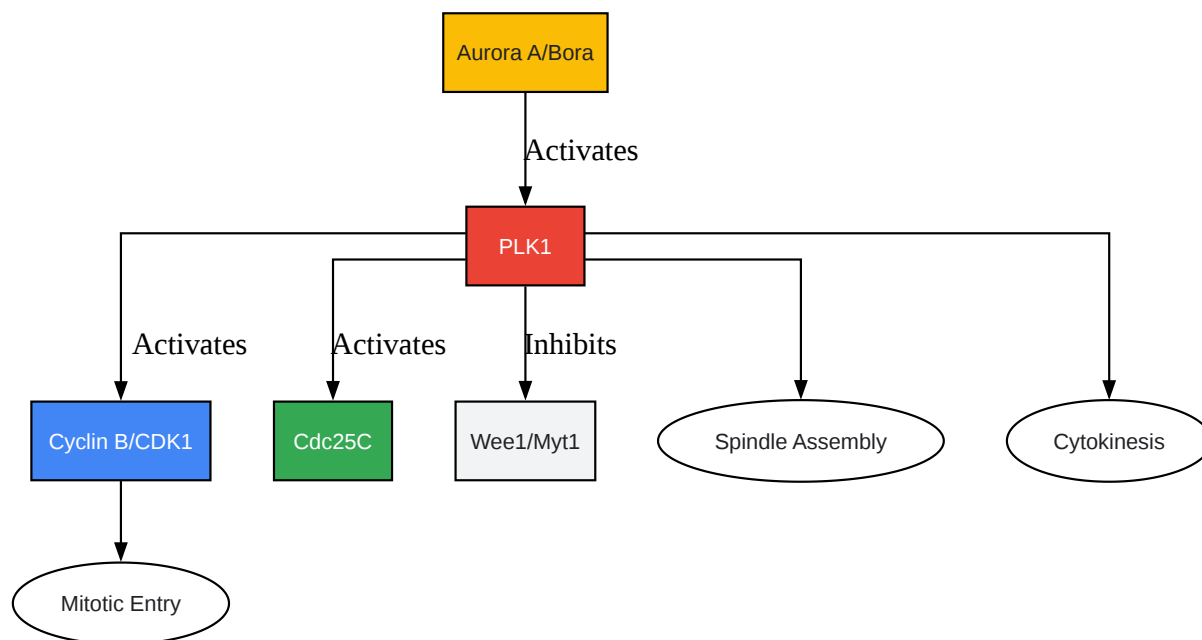 Aurora A/Bora
Activates
PLK1
Activates
Activates
Inhibits
Cyclin B/CDK1
Cdc25C
Wee1/Myt1
Spindle Assembly
Cytokinesis
Mitotic Entry